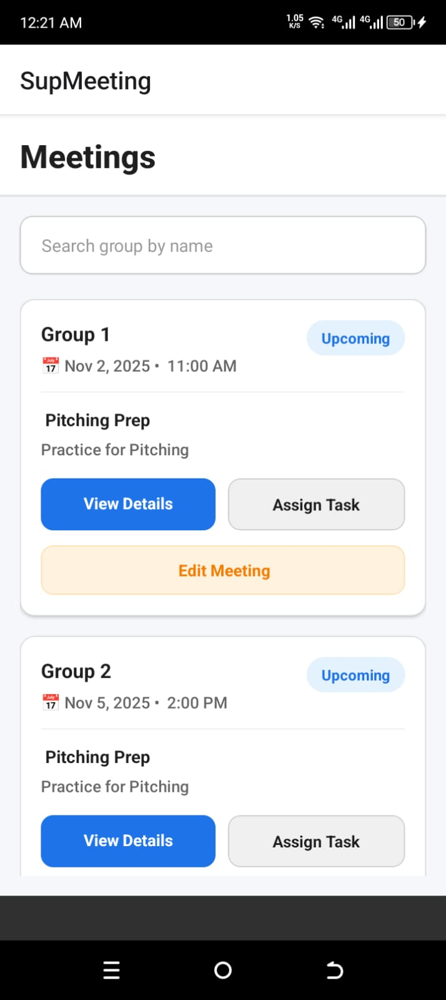 12:21 AM 1.05 K/S 4G 4G 50
SupMeeting
Meetings
Search group by name
Group 1
Upcoming
July 17 Nov 2, 2025 • 11:00 AM
Pitching Prep
Practice for Pitching
View Details Assign Task
Edit Meeting
Group 2
Upcoming
July 17 Nov 5, 2025 • 2:00 PM
Pitching Prep
Practice for Pitching
View Details Assign Task